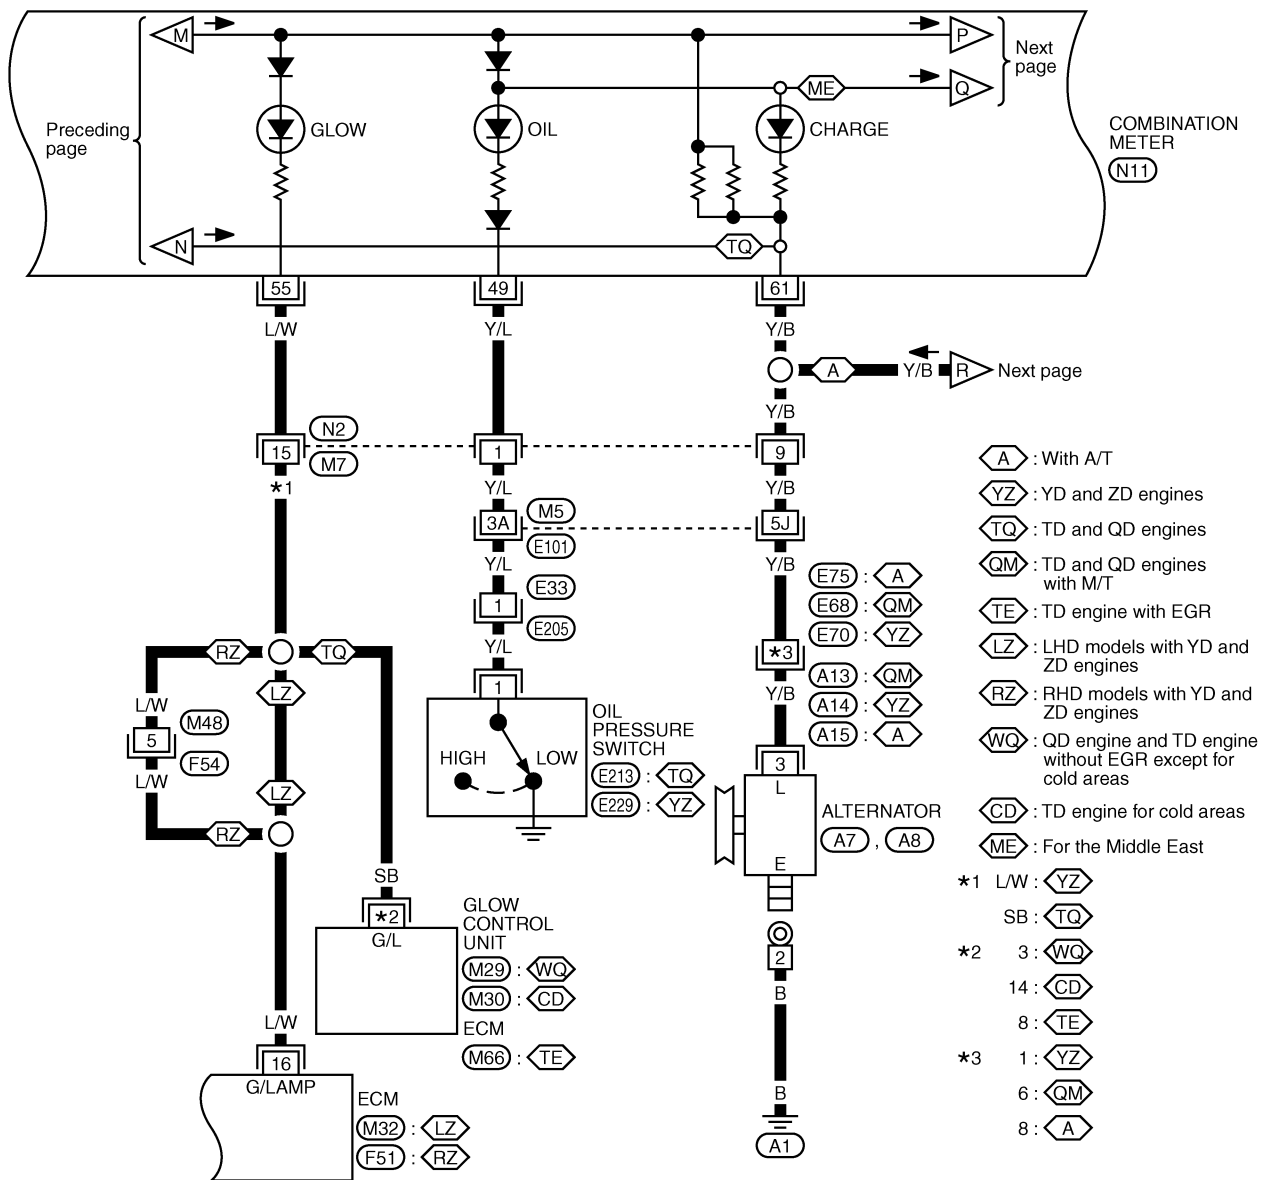 M
P
Next
page
ME
Q
GLOW
OIL
CHARGE
Preceding
page
COMBINATION
METER
N11
N
TQ
55
49
61
L/W
Y/L
Y/B
A
Y/B
R
Next page
Y/B
N2
15
M7
1
9
*1
Y/L
Y/B
3A
M5
E101
5J
Y/L
Y/B
E75 : A
E33
1
E205
E68 : QM
E70 : YZ
Y/L
*3
RZ
TQ
LZ
1
Y/B
A13 : QM
A14 : YZ
A15 : A
L/W
M48
5
F54
L/W
LZ
RZ
OIL
PRESSURE
SWITCH
HIGH
LOW
E213 : TQ
E229 : YZ
3
L
E
ALTERNATOR
A7 , A8
SB
*2
G/L
GLOW
CONTROL
UNIT
M29 : WQ
M30 : CD
ECM
M66 : TE
2
B
B
A1
L/W
16
G/LAMP
ECM
M32 : LZ
F51 : RZ
A : With A/T
YZ : YD and ZD engines
TQ : TD and QD engines
QM : TD and QD engines
with M/T
TE : TD engine with EGR
LZ : LHD models with YD and
ZD engines
RZ : RHD models with YD and
ZD engines
WQ : QD engine and TD engine
without EGR except for
cold areas
CD : TD engine for cold areas
ME : For the Middle East
*1 L/W : YZ
SB : TQ
*2 3 : WQ
14 : CD
8 : TE
*3 1 : YZ
6 : QM
8 : A